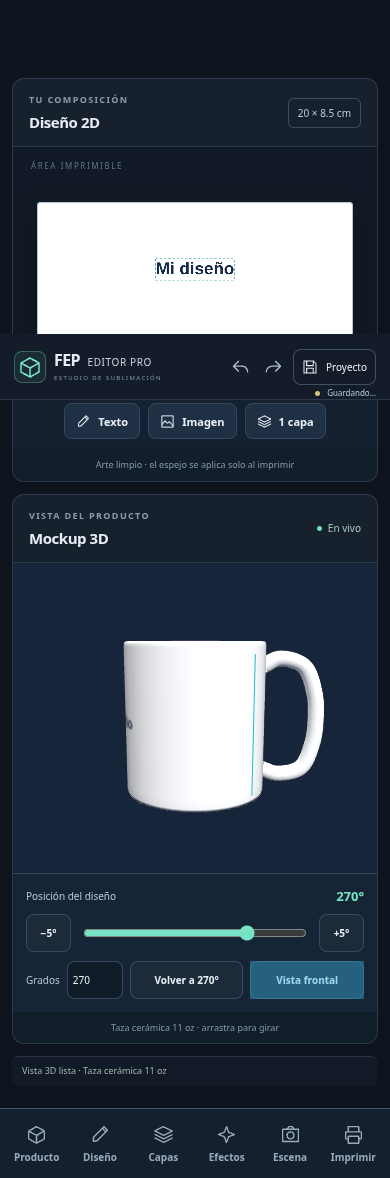 TU COMPOSICIÓN
Diseño 2D
20 × 8.5 cm
ÁREA IMPRIMIBLE
Mi diseño
FEP EDITOR PRO
ESTUDIO DE SUBLIMACIÓN
Proyecto
Guardando...
Texto
Imagen
1 capa
Arte limpio · el espejo se aplica solo al imprimir
VISTA DEL PRODUCTO
Mockup 3D
En vivo
Posición del diseño
270°
−5°
+5°
Grados
270
Volver a 270°
Vista frontal
Taza cerámica 11 oz · arrastra para girar
Vista 3D lista · Taza cerámica 11 oz
Producto
Diseño
Capas
Efectos
Escena
Imprimir